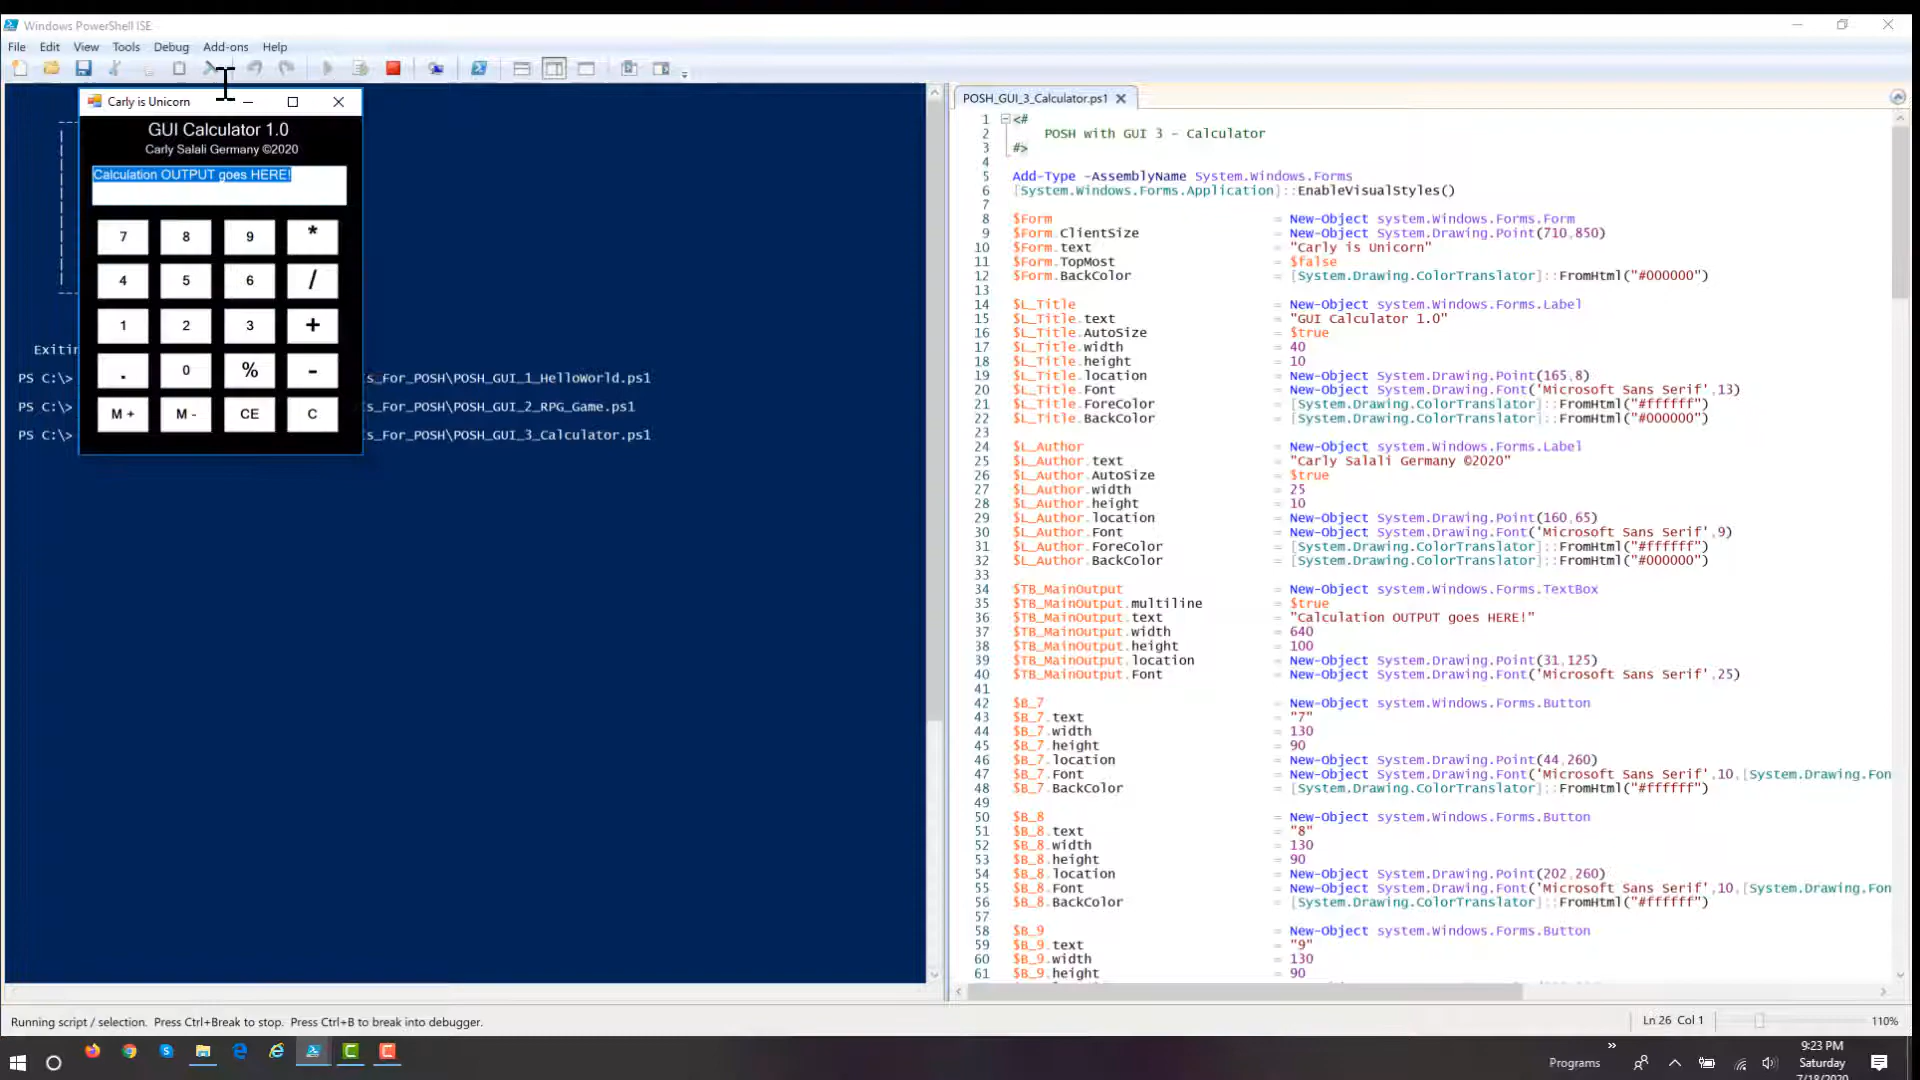 Windows PowerShell ISE
File Edit View Tools Debug Add-ons Help
Carly is Unicorn
GUI Calculator 1.0
Carly Salali Germany ©2020
Calculation OUTPUT goes HERE!
7 8 9 *
4 5 6 /
1 2 3 +
. 0 % -
M + M - CE C
Exitin
PS C:\> s_For_POSH\POSH_GUI_1_HelloWorld.ps1
PS C:\> s_For_POSH\POSH_GUI_2_RPG_Game.ps1
PS C:\> s_For_POSH\POSH_GUI_3_Calculator.ps1
POSH_GUI_3_Calculator.ps1
1 <#
2 POSH with GUI 3 - Calculator
3 #>
4
5 Add-Type -AssemblyName System.Windows.Forms
6 [System.Windows.Forms.Application]::EnableVisualStyles()
7
8 $Form = New-Object system.Windows.Forms.Form
9 $Form.ClientSize = New-Object System.Drawing.Point(710,850)
10 $Form.text = "Carly is Unicorn"
11 $Form.TopMost = $false
12 $Form.BackColor = [System.Drawing.ColorTranslator]::FromHtml("#000000")
13
14 $L_Title = New-Object system.Windows.Forms.Label
15 $L_Title.text = "GUI Calculator 1.0"
16 $L_Title.AutoSize = $true
17 $L_Title.width = 40
18 $L_Title.height = 10
19 $L_Title.location = New-Object System.Drawing.Point(165,8)
20 $L_Title.Font = New-Object System.Drawing.Font('Microsoft Sans Serif',13)
21 $L_Title.ForeColor = [System.Drawing.ColorTranslator]::FromHtml("#ffffff")
22 $L_Title.BackColor = [System.Drawing.ColorTranslator]::FromHtml("#000000")
23
24 $L_Author = New-Object system.Windows.Forms.Label
25 $L_Author.text = "Carly Salali Germany ©2020"
26 $L_Author.AutoSize = $true
27 $L_Author.width = 25
28 $L_Author.height = 10
29 $L_Author.location = New-Object System.Drawing.Point(160,65)
30 $L_Author.Font = New-Object System.Drawing.Font('Microsoft Sans Serif',9)
31 $L_Author.ForeColor = [System.Drawing.ColorTranslator]::FromHtml("#ffffff")
32 $L_Author.BackColor = [System.Drawing.ColorTranslator]::FromHtml("#000000")
33
34 $TB_MainOutput = New-Object system.Windows.Forms.TextBox
35 $TB_MainOutput.multiline = $true
36 $TB_MainOutput.text = "Calculation OUTPUT goes HERE!"
37 $TB_MainOutput.width = 640
38 $TB_MainOutput.height = 100
39 $TB_MainOutput.location = New-Object System.Drawing.Point(31,125)
40 $TB_MainOutput.Font = New-Object System.Drawing.Font('Microsoft Sans Serif',25)
41
42 $B_7 = New-Object system.Windows.Forms.Button
43 $B_7.text = "7"
44 $B_7.width = 130
45 $B_7.height = 90
46 $B_7.location = New-Object System.Drawing.Point(44,260)
47 $B_7.Font = New-Object System.Drawing.Font('Microsoft Sans Serif',10,[System.Drawing.Fon
48 $B_7.BackColor = [System.Drawing.ColorTranslator]::FromHtml("#ffffff")
49
50 $B_8 = New-Object system.Windows.Forms.Button
51 $B_8.text = "8"
52 $B_8.width = 130
53 $B_8.height = 90
54 $B_8.location = New-Object System.Drawing.Point(202,260)
55 $B_8.Font = New-Object System.Drawing.Font('Microsoft Sans Serif',10,[System.Drawing.Fon
56 $B_8.BackColor = [System.Drawing.ColorTranslator]::FromHtml("#ffffff")
57
58 $B_9 = New-Object system.Windows.Forms.Button
59 $B_9.text = "9"
60 $B_9.width = 130
61 $B_9.height = 90
Running script / selection. Press Ctrl+Break to stop. Press Ctrl+B to break into debugger.
Ln 26 Col 1 110%
Programs
9:23 PM
Saturday
7/18/2020